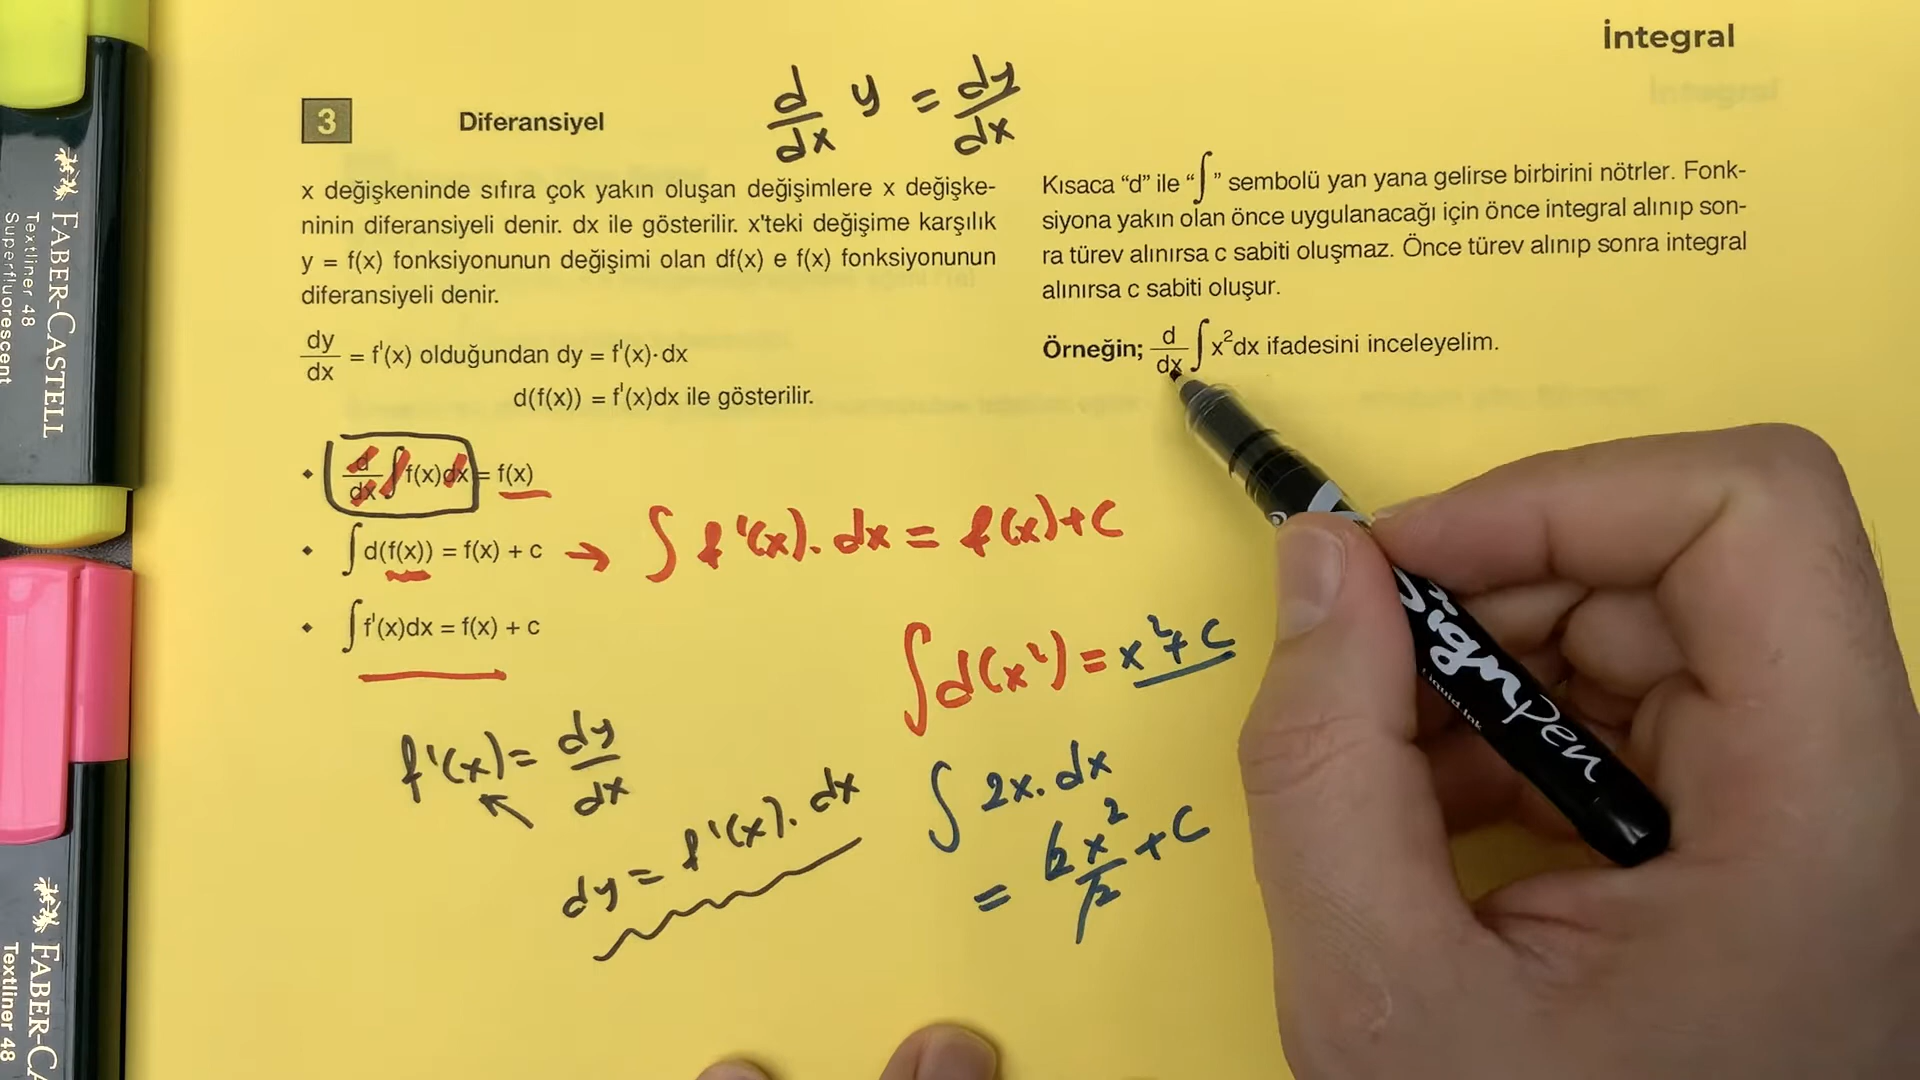 İntegral
3 Diferansiyel
d/dx y = dy/dx
x değişkeninde sıfıra çok yakın oluşan değişimlere x değişke-
ninin diferansiyeli denir. dx ile gösterilir. x'teki değişime karşılık
y = f(x) fonksiyonunun değişimi olan df(x) e f(x) fonksiyonunun
diferansiyeli denir.
dy/dx = f'(x) olduğundan dy = f'(x)·dx
d(f(x)) = f'(x)dx ile gösterilir.
• d/dx ∫f(x)dx = f(x)
• ∫d(f(x)) = f(x) + c → ∫ f'(x). dx = f(x)+c
• ∫f'(x)dx = f(x) + c
f'(x) = dy/dx
dy = f'(x). dx
Kısaca “d” ile “∫” sembolü yan yana gelirse birbirini nötrler. Fonk-
siyona yakın olan önce uygulanacağı için önce integral alınıp son-
ra türev alınırsa c sabiti oluşmaz. Önce türev alınıp sonra integral
alınırsa c sabiti oluşur.
Örneğin; d/dx ∫x²dx ifadesini inceleyelim.
∫d(x²) = x²+c
∫ 2x. dx
= 2x²/2 + c
FABER-CASTELL
Textliner 48
Superfluorescent
FABER-CA
Textliner 48
Signpen
Liquid Ink